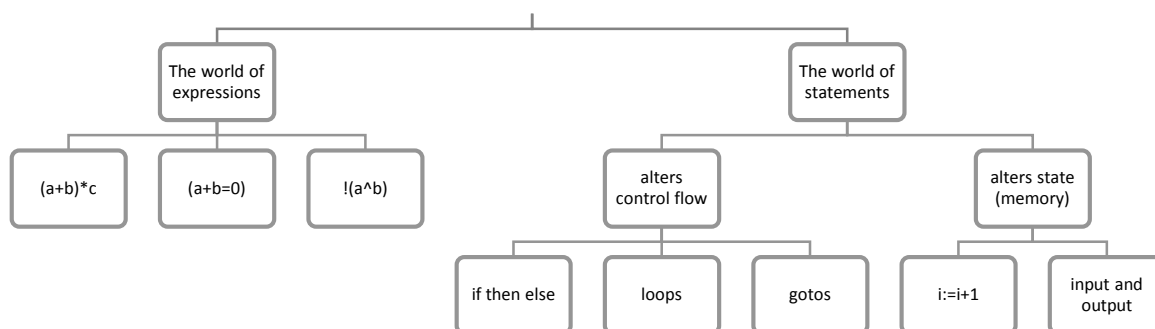 The world of
expressions
The world of
statements
(a+b)*c
(a+b=0)
!(a^b)
alters
control flow
alters state
(memory)
if then else
loops
gotos
i:=i+1
input and
output